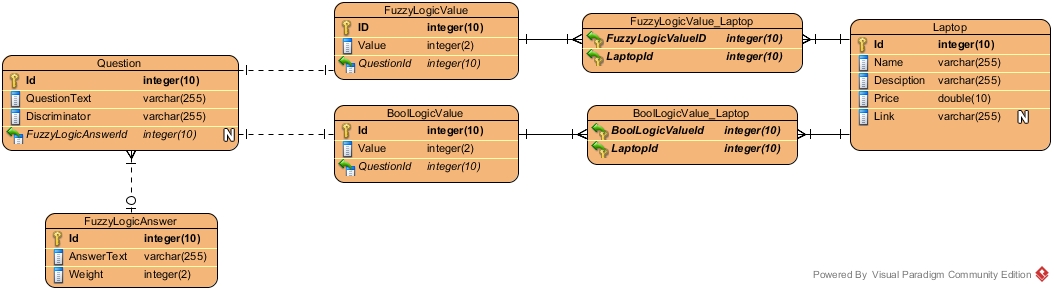 FuzzyLogicValue
ID integer(10)
Value integer(2)
QuestionId integer(10)
FuzzyLogicValue_Laptop
FuzzyLogicValueID integer(10)
LaptopId integer(10)
Laptop
Id integer(10)
Name varchar(255)
Desciption varchar(255)
Price double(10)
Link varchar(255) N
Question
Id integer(10)
QuestionText varchar(255)
Discriminator varchar(255)
FuzzyLogicAnswerId integer(10) N
BoolLogicValue
Id integer(10)
Value integer(2)
QuestionId integer(10)
BoolLogicValue_Laptop
BoolLogicValueId integer(10)
LaptopId integer(10)
FuzzyLogicAnswer
Id integer(10)
AnswerText varchar(255)
Weight integer(2)
Powered By Visual Paradigm Community Edition